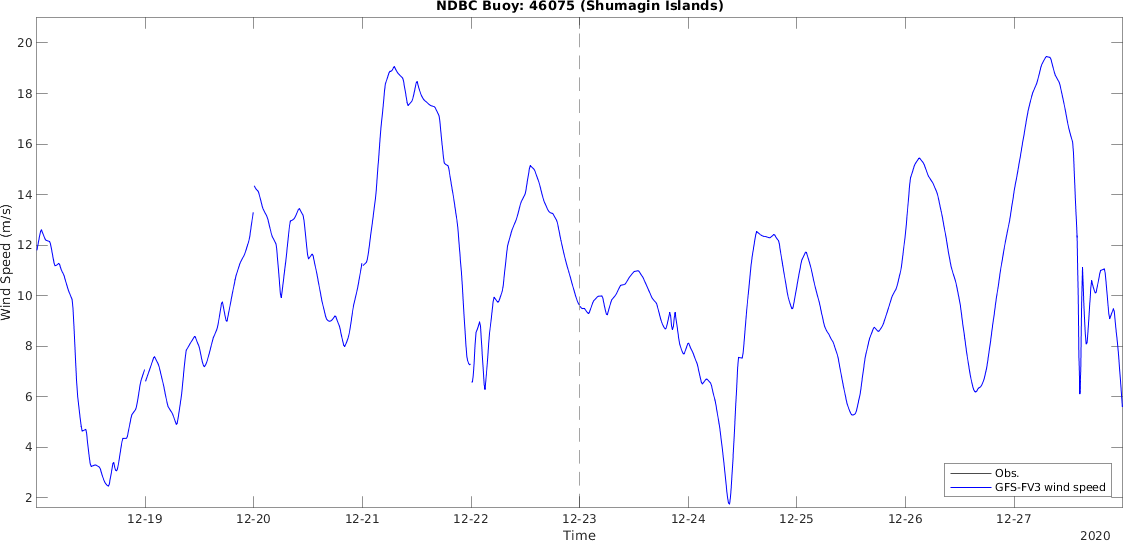 NDBC Buoy: 46075 (Shumagin Islands)
20
18
16
14
12
10
8
6
4
2
Wind Speed (m/s)
Obs.
GFS-FV3 wind speed
12-19 12-20 12-21 12-22 12-23 12-24 12-25 12-26 12-27
Time
2020